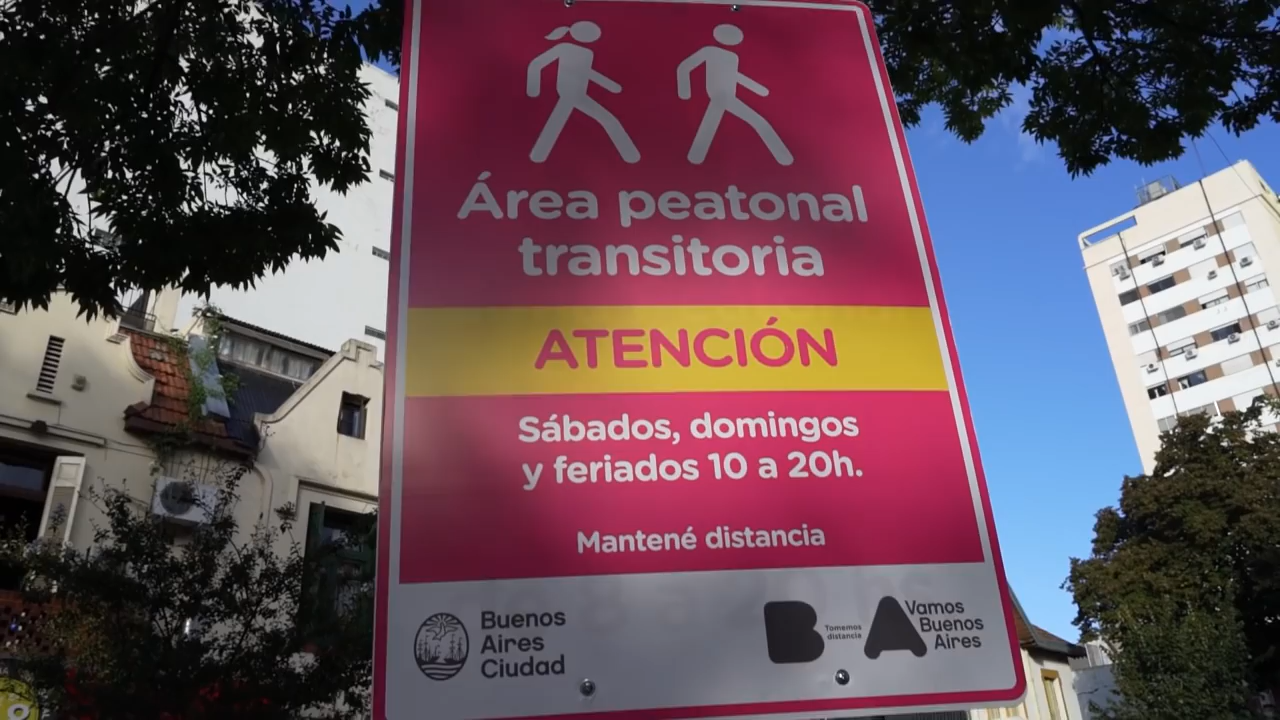 Área peatonal
transitoria
ATENCIÓN
Sábados, domingos
y feriados 10 a 20h.
Mantené distancia
Buenos
Aires
Ciudad
B
Tomemos
distancia
A
Vamos
Buenos
Aires